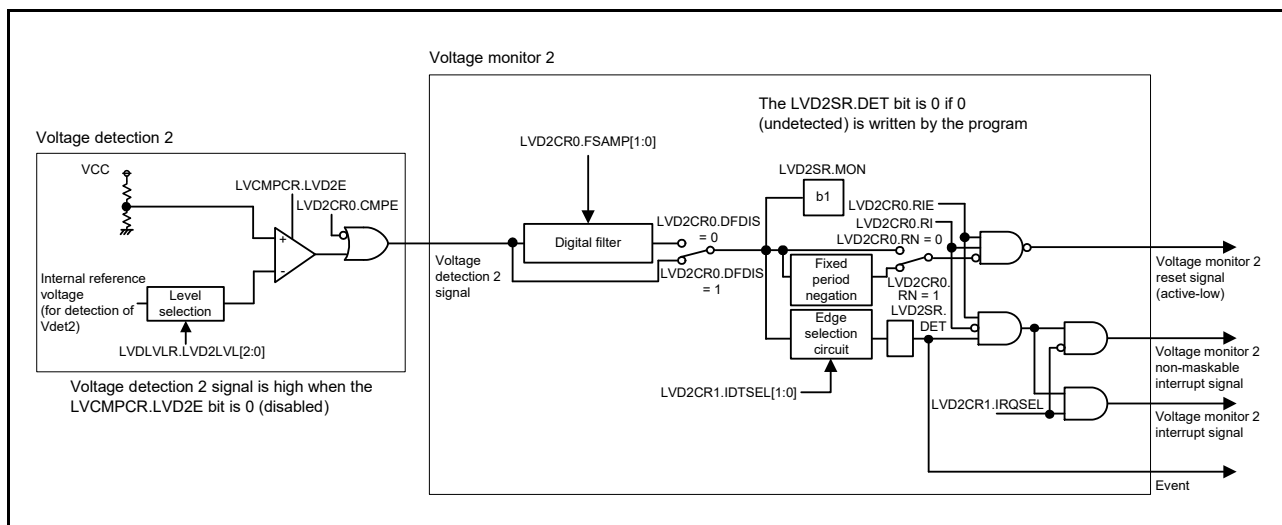 Voltage monitor 2
The LVD2SR.DET bit is 0 if 0
(undetected) is written by the program
Voltage detection 2
VCC
LVCMPCR.LVD2E
LVD2CR0.CMPE
+
-
Internal reference
voltage
(for detection of
Vdet2)
Level
selection
LVDLVLR.LVD2LVL[2:0]
Voltage detection 2 signal is high when the
LVCMPCR.LVD2E bit is 0 (disabled)
LVD2CR0.FSAMP[1:0]
Digital filter
Voltage
detection 2
signal
LVD2CR0.DFDIS
= 0
LVD2CR0.DFDIS
= 1
LVD2SR.MON
b1
LVD2CR0.RIE
LVD2CR0.RI
LVD2CR0.RN = 0
Fixed
period
negation
LVD2CR0.
RN = 1
LVD2SR.
DET
Edge
selection
circuit
LVD2CR1.IDTSEL[1:0]
LVD2CR1.IRQSEL
Voltage monitor 2
reset signal
(active-low)
Voltage monitor 2
non-maskable
interrupt signal
Voltage monitor 2
interrupt signal
Event